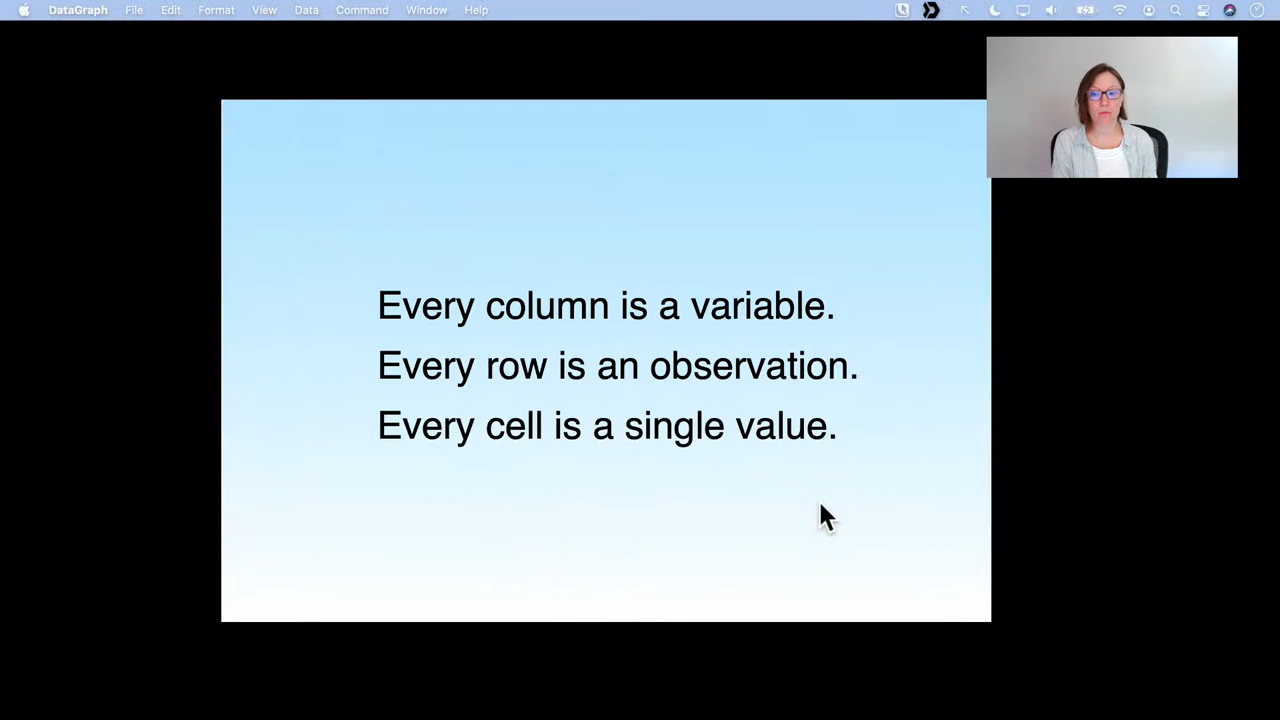 DataGraph File Edit Format View Data Command Window Help
Every column is a variable.
Every row is an observation.
Every cell is a single value.